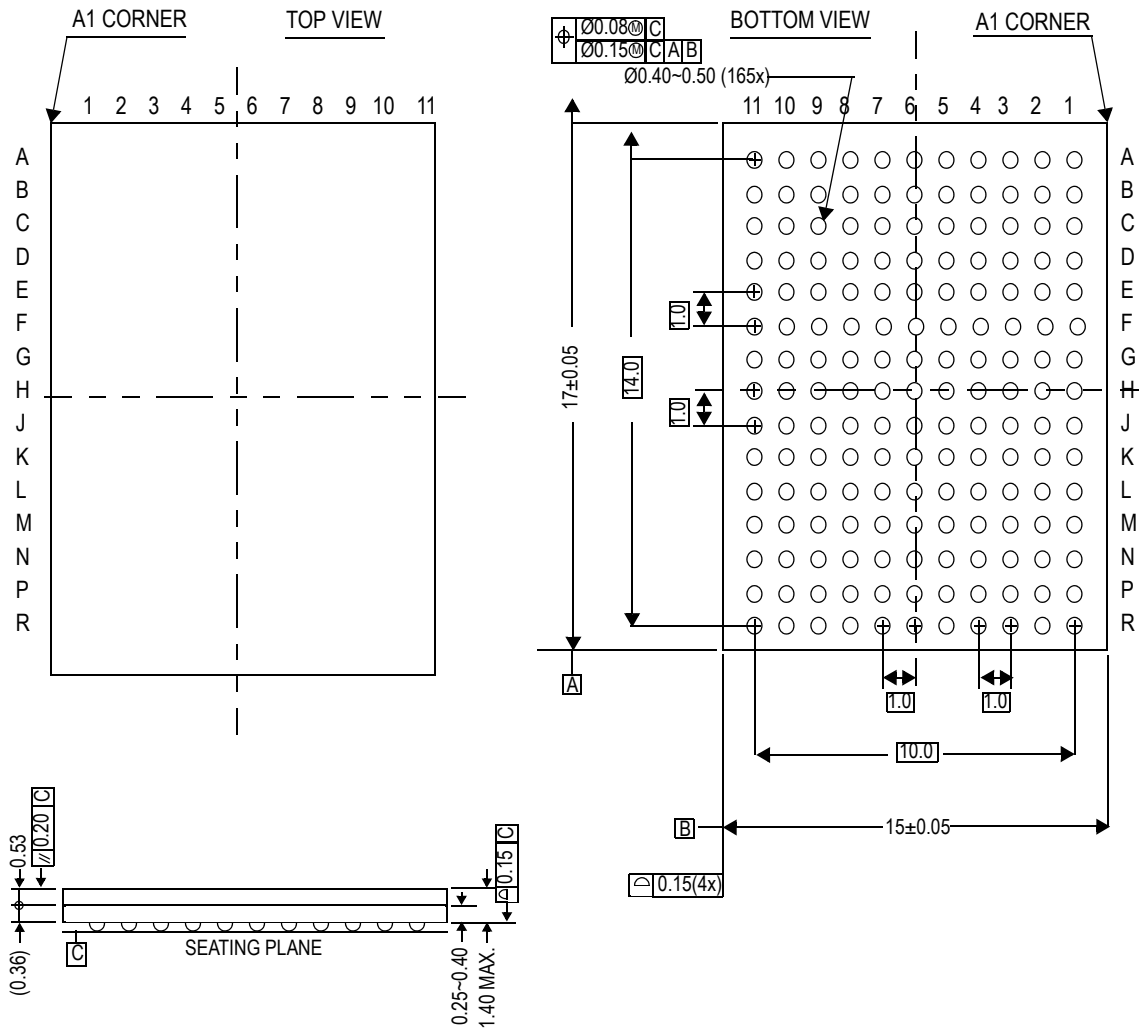 A1 CORNER
TOP VIEW
1 2 3 4 5 6 7 8 9 10 11
A
B
C
D
E
F
G
H
J
K
L
M
N
P
R
Ø0.08Ⓜ C
Ø0.15Ⓜ C A B
Ø0.40~0.50 (165x)
BOTTOM VIEW
A1 CORNER
11 10 9 8 7 6 5 4 3 2 1
A
B
C
D
E
F
G
H
J
K
L
M
N
P
R
1.0
17±0.05
14.0
1.0
A
1.0
1.0
10.0
B
15±0.05
0.15(4x)
0.20 C
0.53
(0.36)
C
SEATING PLANE
0.15 C
0.25~0.40
1.40 MAX.